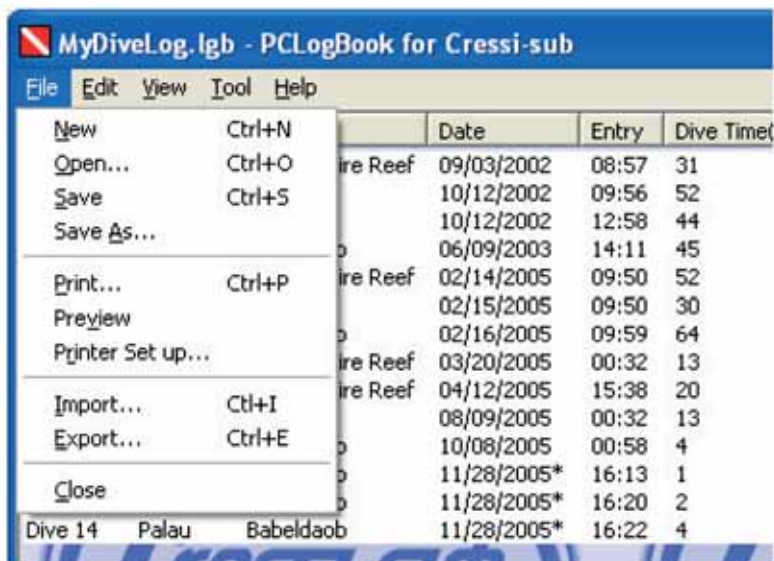 MyDiveLog.lgb - PCLogBook for Cressi-sub
File Edit View Tool Help
New Ctrl+N
Open... Ctrl+O
Save Ctrl+S
Save As...
Print... Ctrl+P
Preview
Printer Set up...
Import... Ctl+I
Export... Ctrl+E
Close
Date Entry Dive Time(
ire Reef 09/03/2002 08:57 31
10/12/2002 09:56 52
10/12/2002 12:58 44
06/09/2003 14:11 45
ire Reef 02/14/2005 09:50 52
02/15/2005 09:50 30
02/16/2005 09:59 64
ire Reef 03/20/2005 00:32 13
ire Reef 04/12/2005 15:38 20
08/09/2005 00:32 13
10/08/2005 00:58 4
11/28/2005* 16:13 1
11/28/2005* 16:20 2
Dive 14 Palau Babeldaob 11/28/2005* 16:22 4